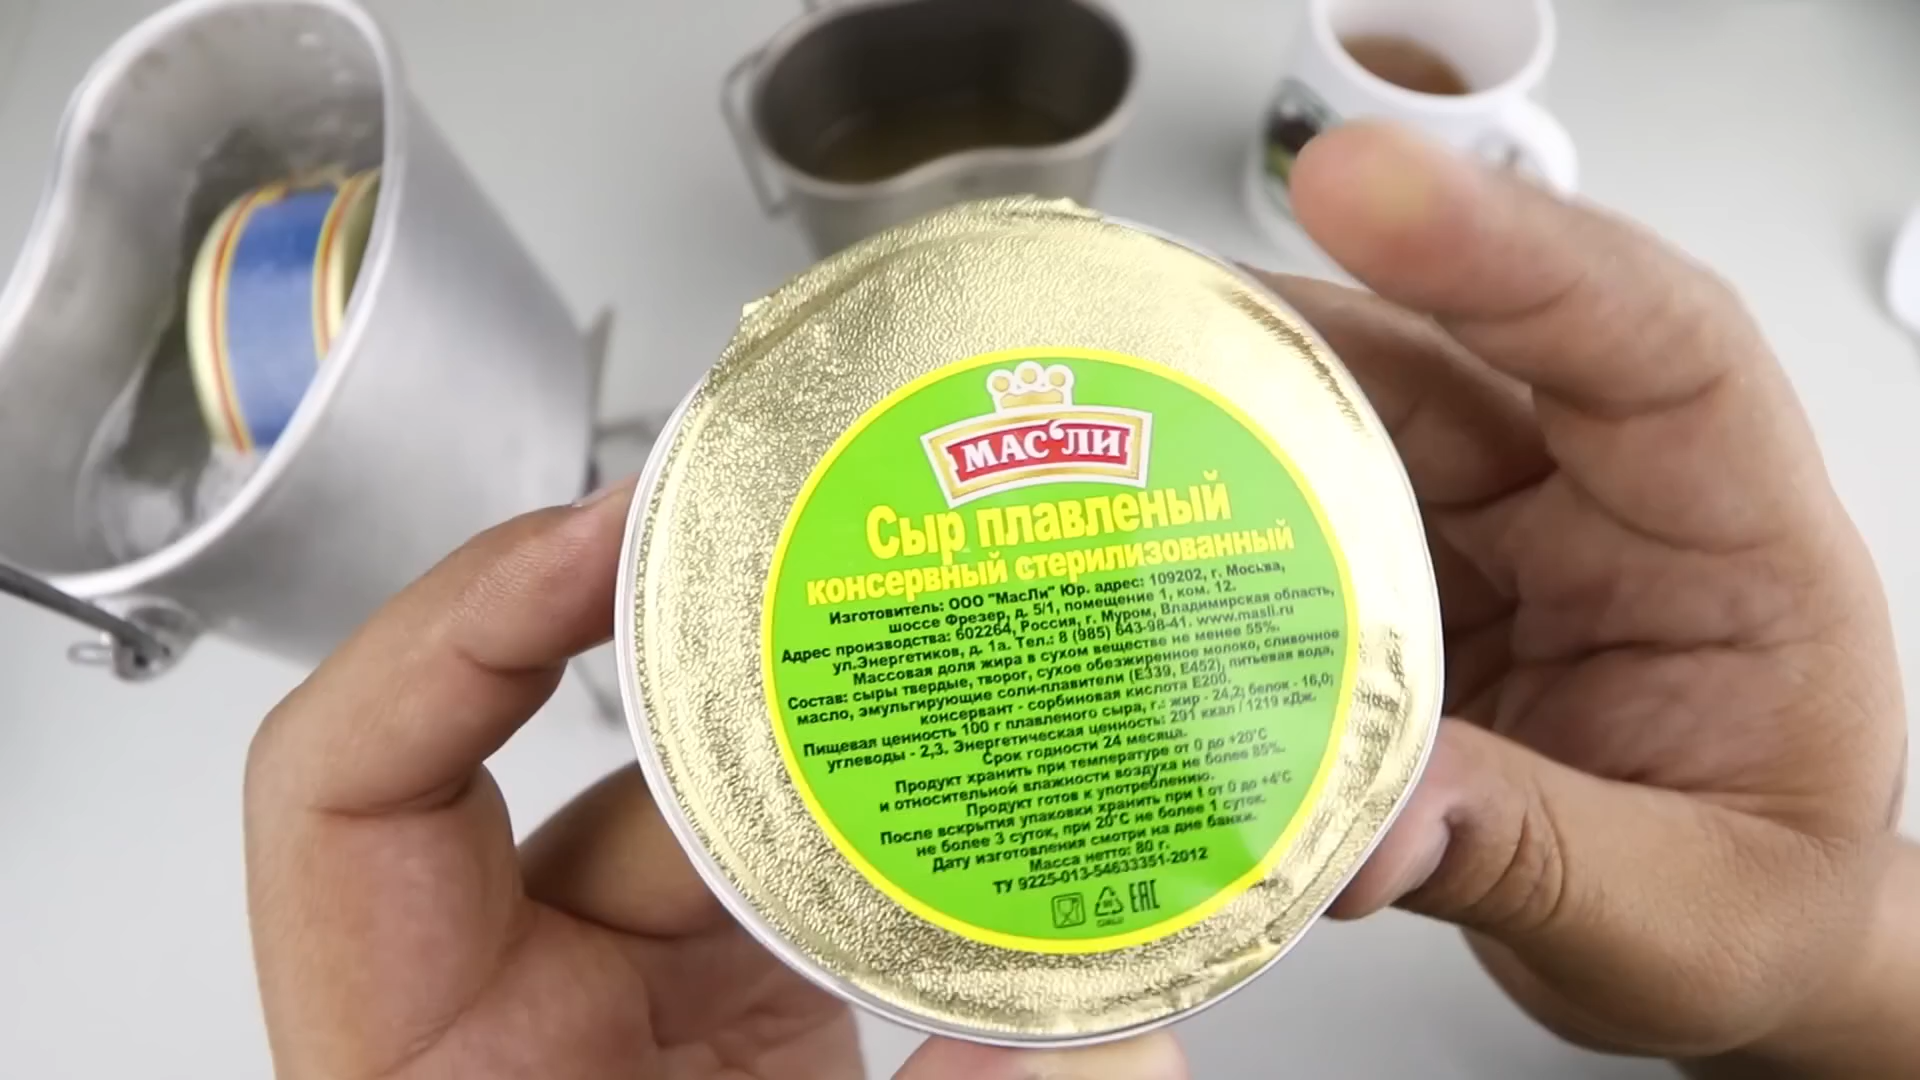 МАС‘ЛИ
Сыр плавленый
консервный стерилизованный
Изготовитель: ООО "МасЛи" Юр. адрес: 109202, г. Москва,
шоссе Фрезер, д. 5/1, помещение 1, ком. 12.
Адрес производства: 602264, Россия, г. Муром, Владимирская область,
ул.Энергетиков, д. 1а. Тел.: 8 (985) 643-98-41. www.masli.ru
Массовая доля жира в сухом веществе не менее 55%.
Состав: сыры твердые, творог, сухое обезжиренное молоко, сливочное
масло, эмульгирующие соли-плавители (Е339, Е452), питьевая вода,
консервант - сорбиновая кислота Е200.
Пищевая ценность 100 г плавленого сыра, г.: жир - 24,2; белок - 16,0;
углеводы - 2,3. Энергетическая ценность: 291 ккал / 1219 кДж.
Срок годности 24 месяца.
Продукт хранить при температуре от 0 до +20°С
и относительной влажности воздуха не более 85%.
Продукт готов к употреблению.
После вскрытия упаковки хранить при t от 0 до +4°С
не более 3 суток, при 20°С не более 1 суток.
Дату изготовления смотри на дне банки.
Масса нетто: 80 г.
ТУ 9225-013-54633351-2012
ЕАС